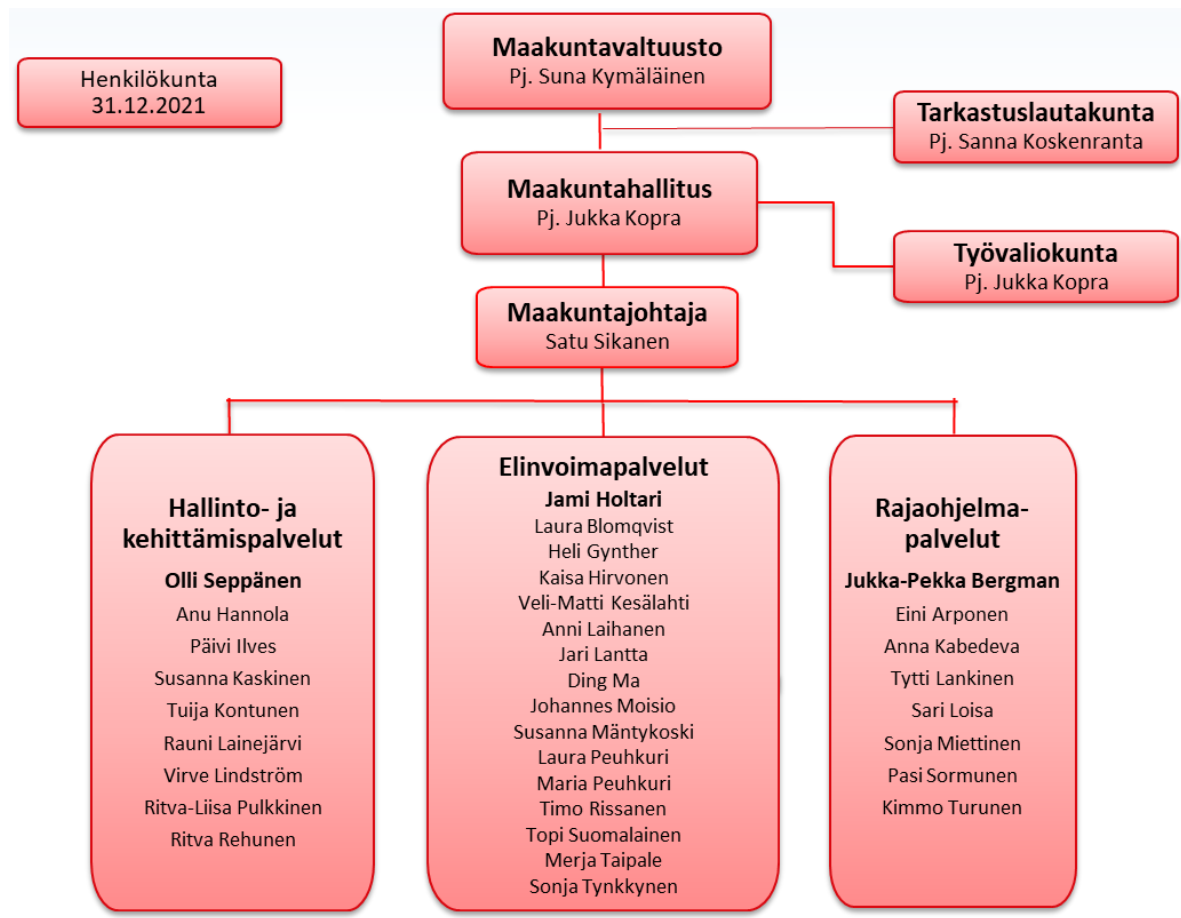 Henkilökunta
31.12.2021
Maakuntavaltuusto
Pj. Suna Kymäläinen
Tarkastuslautakunta
Pj. Sanna Koskenranta
Maakuntahallitus
Pj. Jukka Kopra
Työvaliokunta
Pj. Jukka Kopra
Maakuntajohtaja
Satu Sikanen
Hallinto- ja
kehittämispalvelut
Olli Seppänen
Anu Hannola
Päivi Ilves
Susanna Kaskinen
Tuija Kontunen
Rauni Lainejärvi
Virve Lindström
Ritva-Liisa Pulkkinen
Ritva Rehunen
Elinvoimapalvelut
Jami Holtari
Laura Blomqvist
Heli Gynther
Kaisa Hirvonen
Veli-Matti Kesälahti
Anni Laihanen
Jari Lantta
Ding Ma
Johannes Moisio
Susanna Mäntykoski
Laura Peuhkuri
Maria Peuhkuri
Timo Rissanen
Topi Suomalainen
Merja Taipale
Sonja Tynkkynen
Rajaohjelma-
palvelut
Jukka-Pekka Bergman
Eini Arponen
Anna Kabedeva
Tytti Lankinen
Sari Loisa
Sonja Miettinen
Pasi Sormunen
Kimmo Turunen